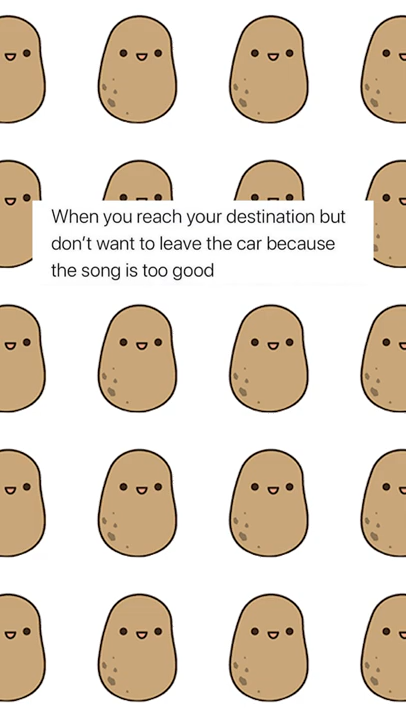 When you reach your destination but
don’t want to leave the car because
the song is too good